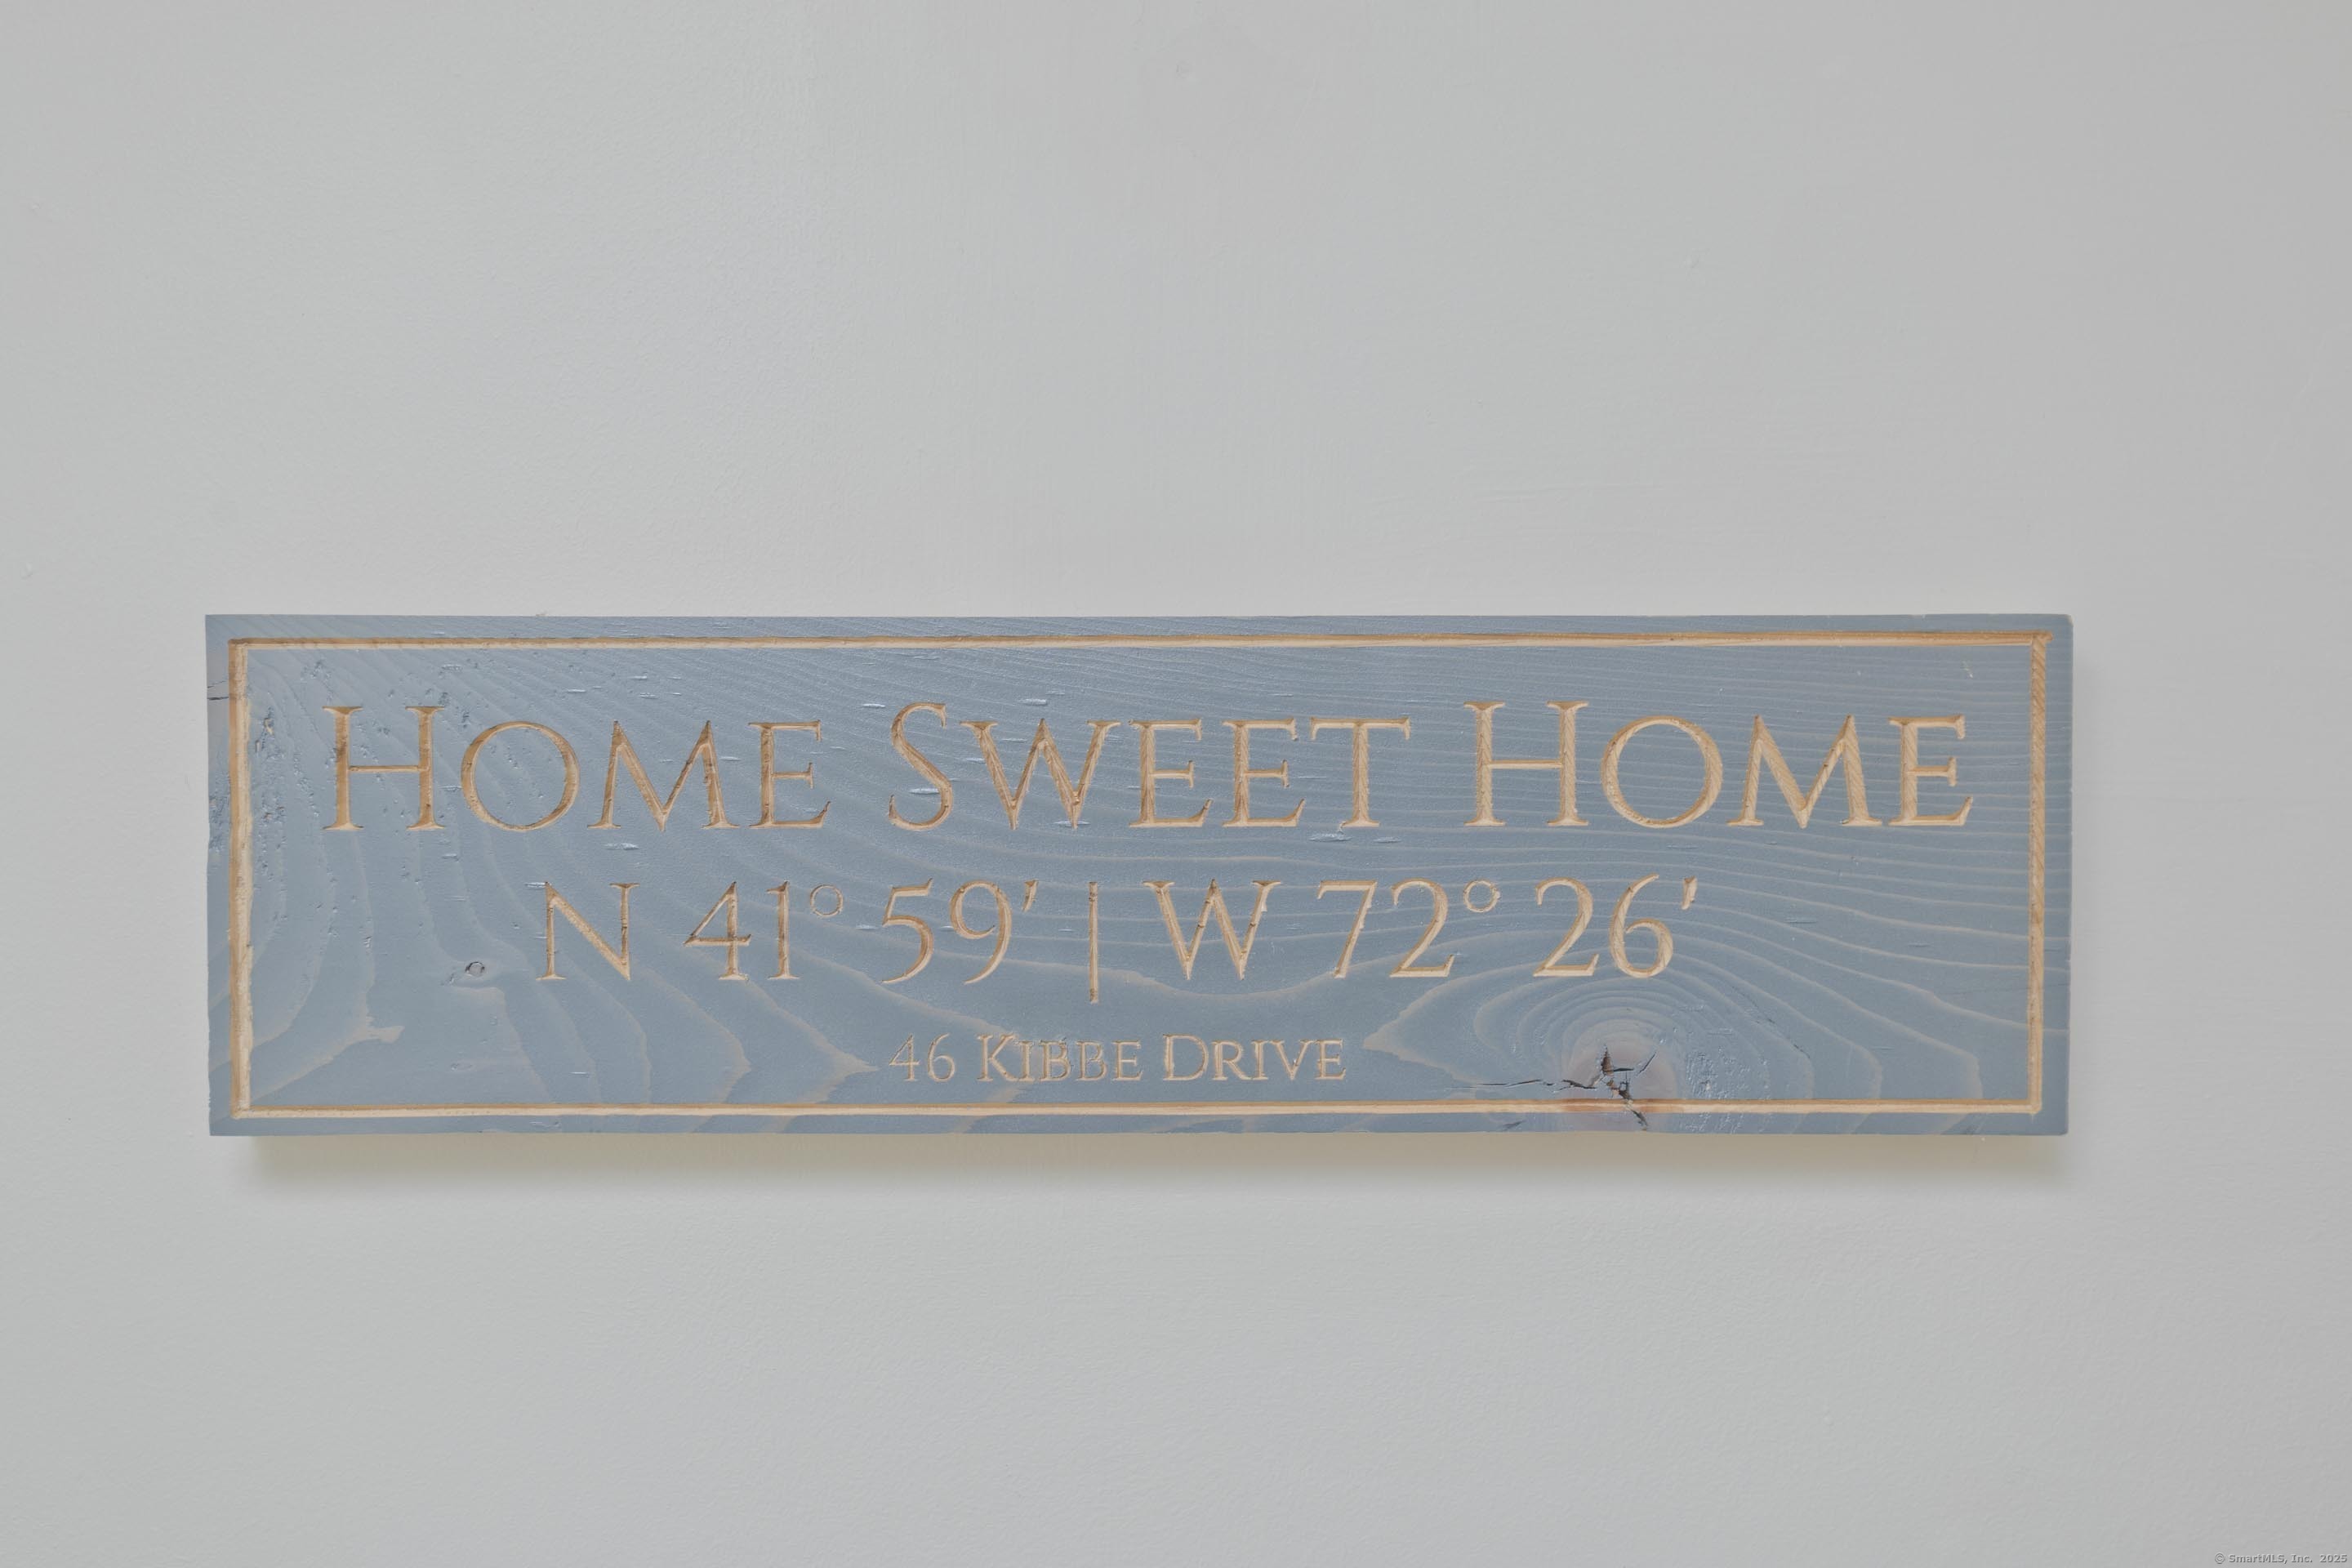 HOME SWEET HOME
N 41° 59' | W 72° 26'
46 KIBBE DRIVE
© SmartMLS, Inc. 2025